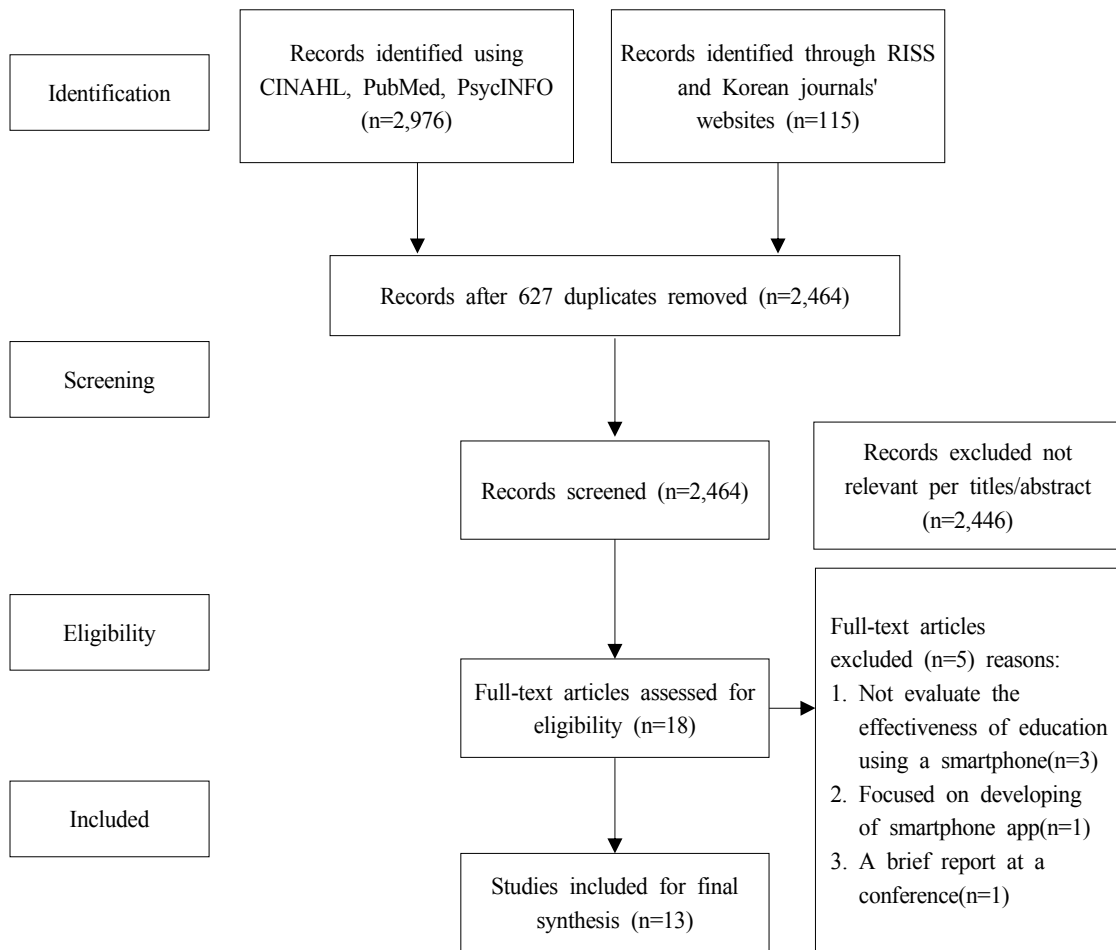 Identification
Records identified using
CINAHL, PubMed, PsycINFO
(n=2,976)
Records identified through RISS
and Korean journals'
websites (n=115)
Records after 627 duplicates removed (n=2,464)
Screening
Records screened (n=2,464)
Records excluded not
relevant per titles/abstract
(n=2,446)
Eligibility
Full-text articles assessed for
eligibility (n=18)
Full-text articles
excluded (n=5) reasons:
1. Not evaluate the
effectiveness of education
using a smartphone(n=3)
2. Focused on developing
of smartphone app(n=1)
3. A brief report at a
conference(n=1)
Included
Studies included for final
synthesis (n=13)